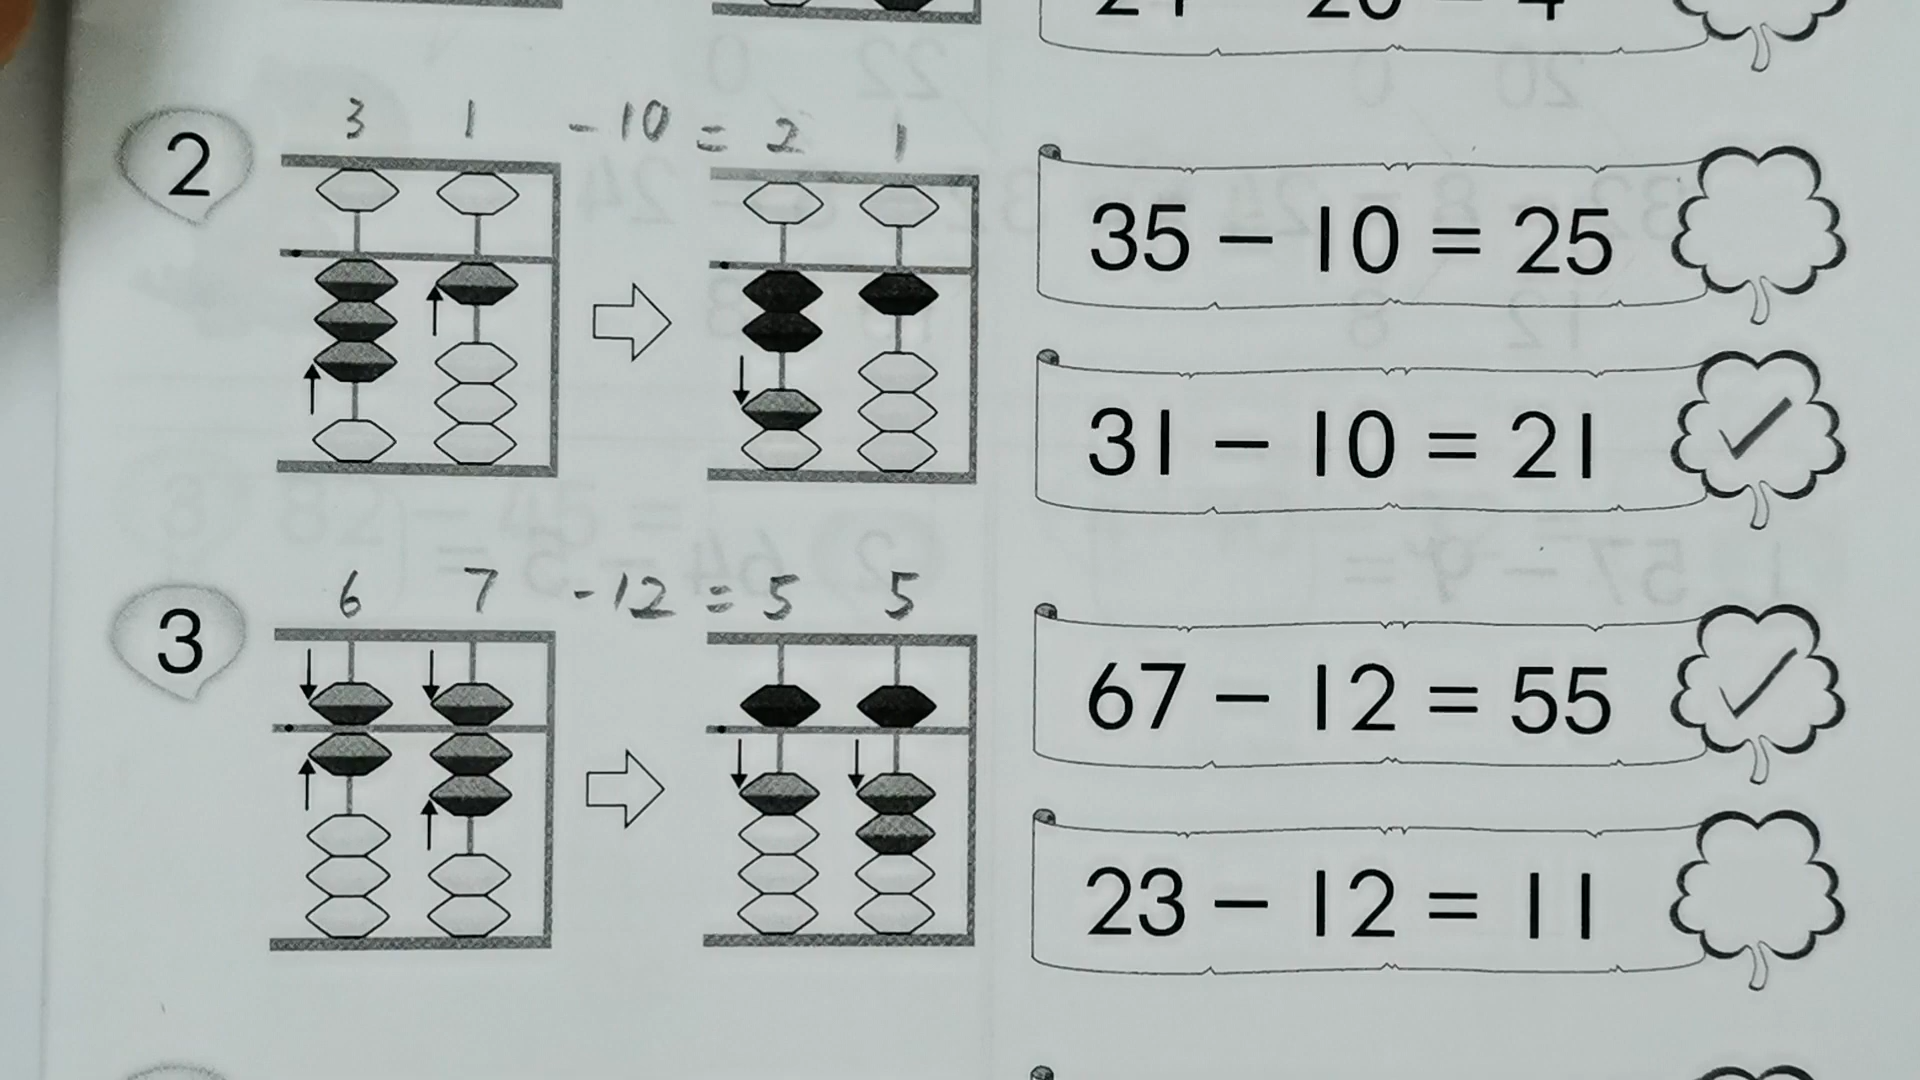 2
3 1 -10 = 2 1
35 − 10 = 25
31 − 10 = 21
3
6 7 -12 = 5 5
67 − 12 = 55
23 − 12 = 11